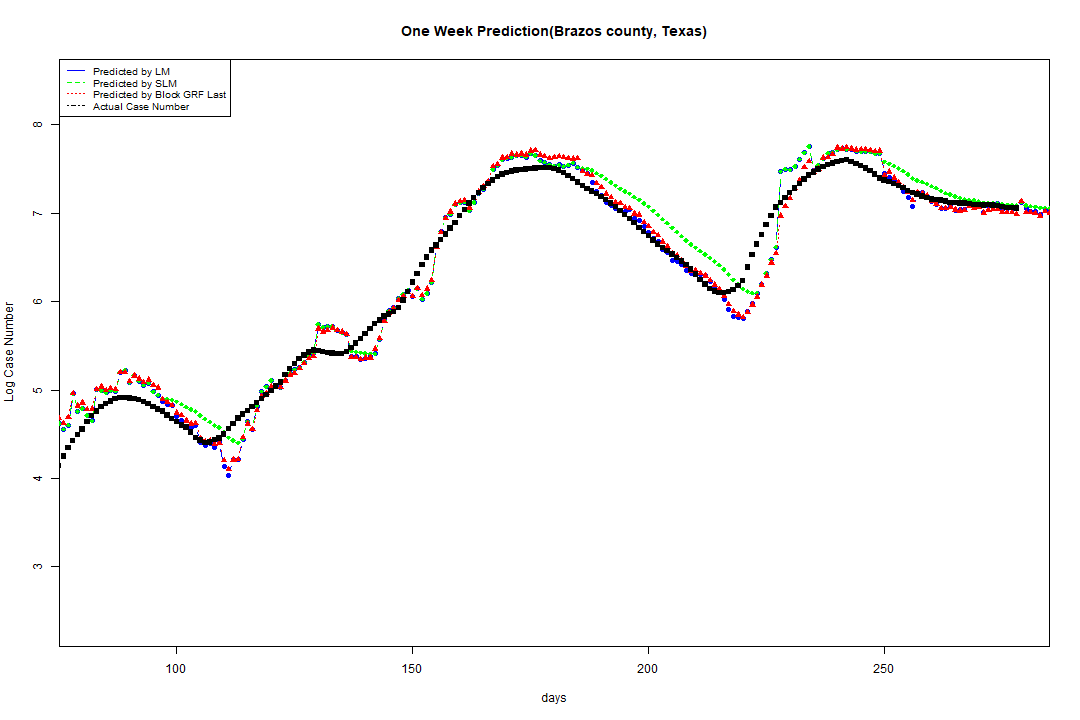 One Week Prediction(Brazos county, Texas)
Predicted by LM
Predicted by SLM
Predicted by Block GRF Last
Actual Case Number
Log Case Number
8
7
6
5
4
3
100 150 200 250
days